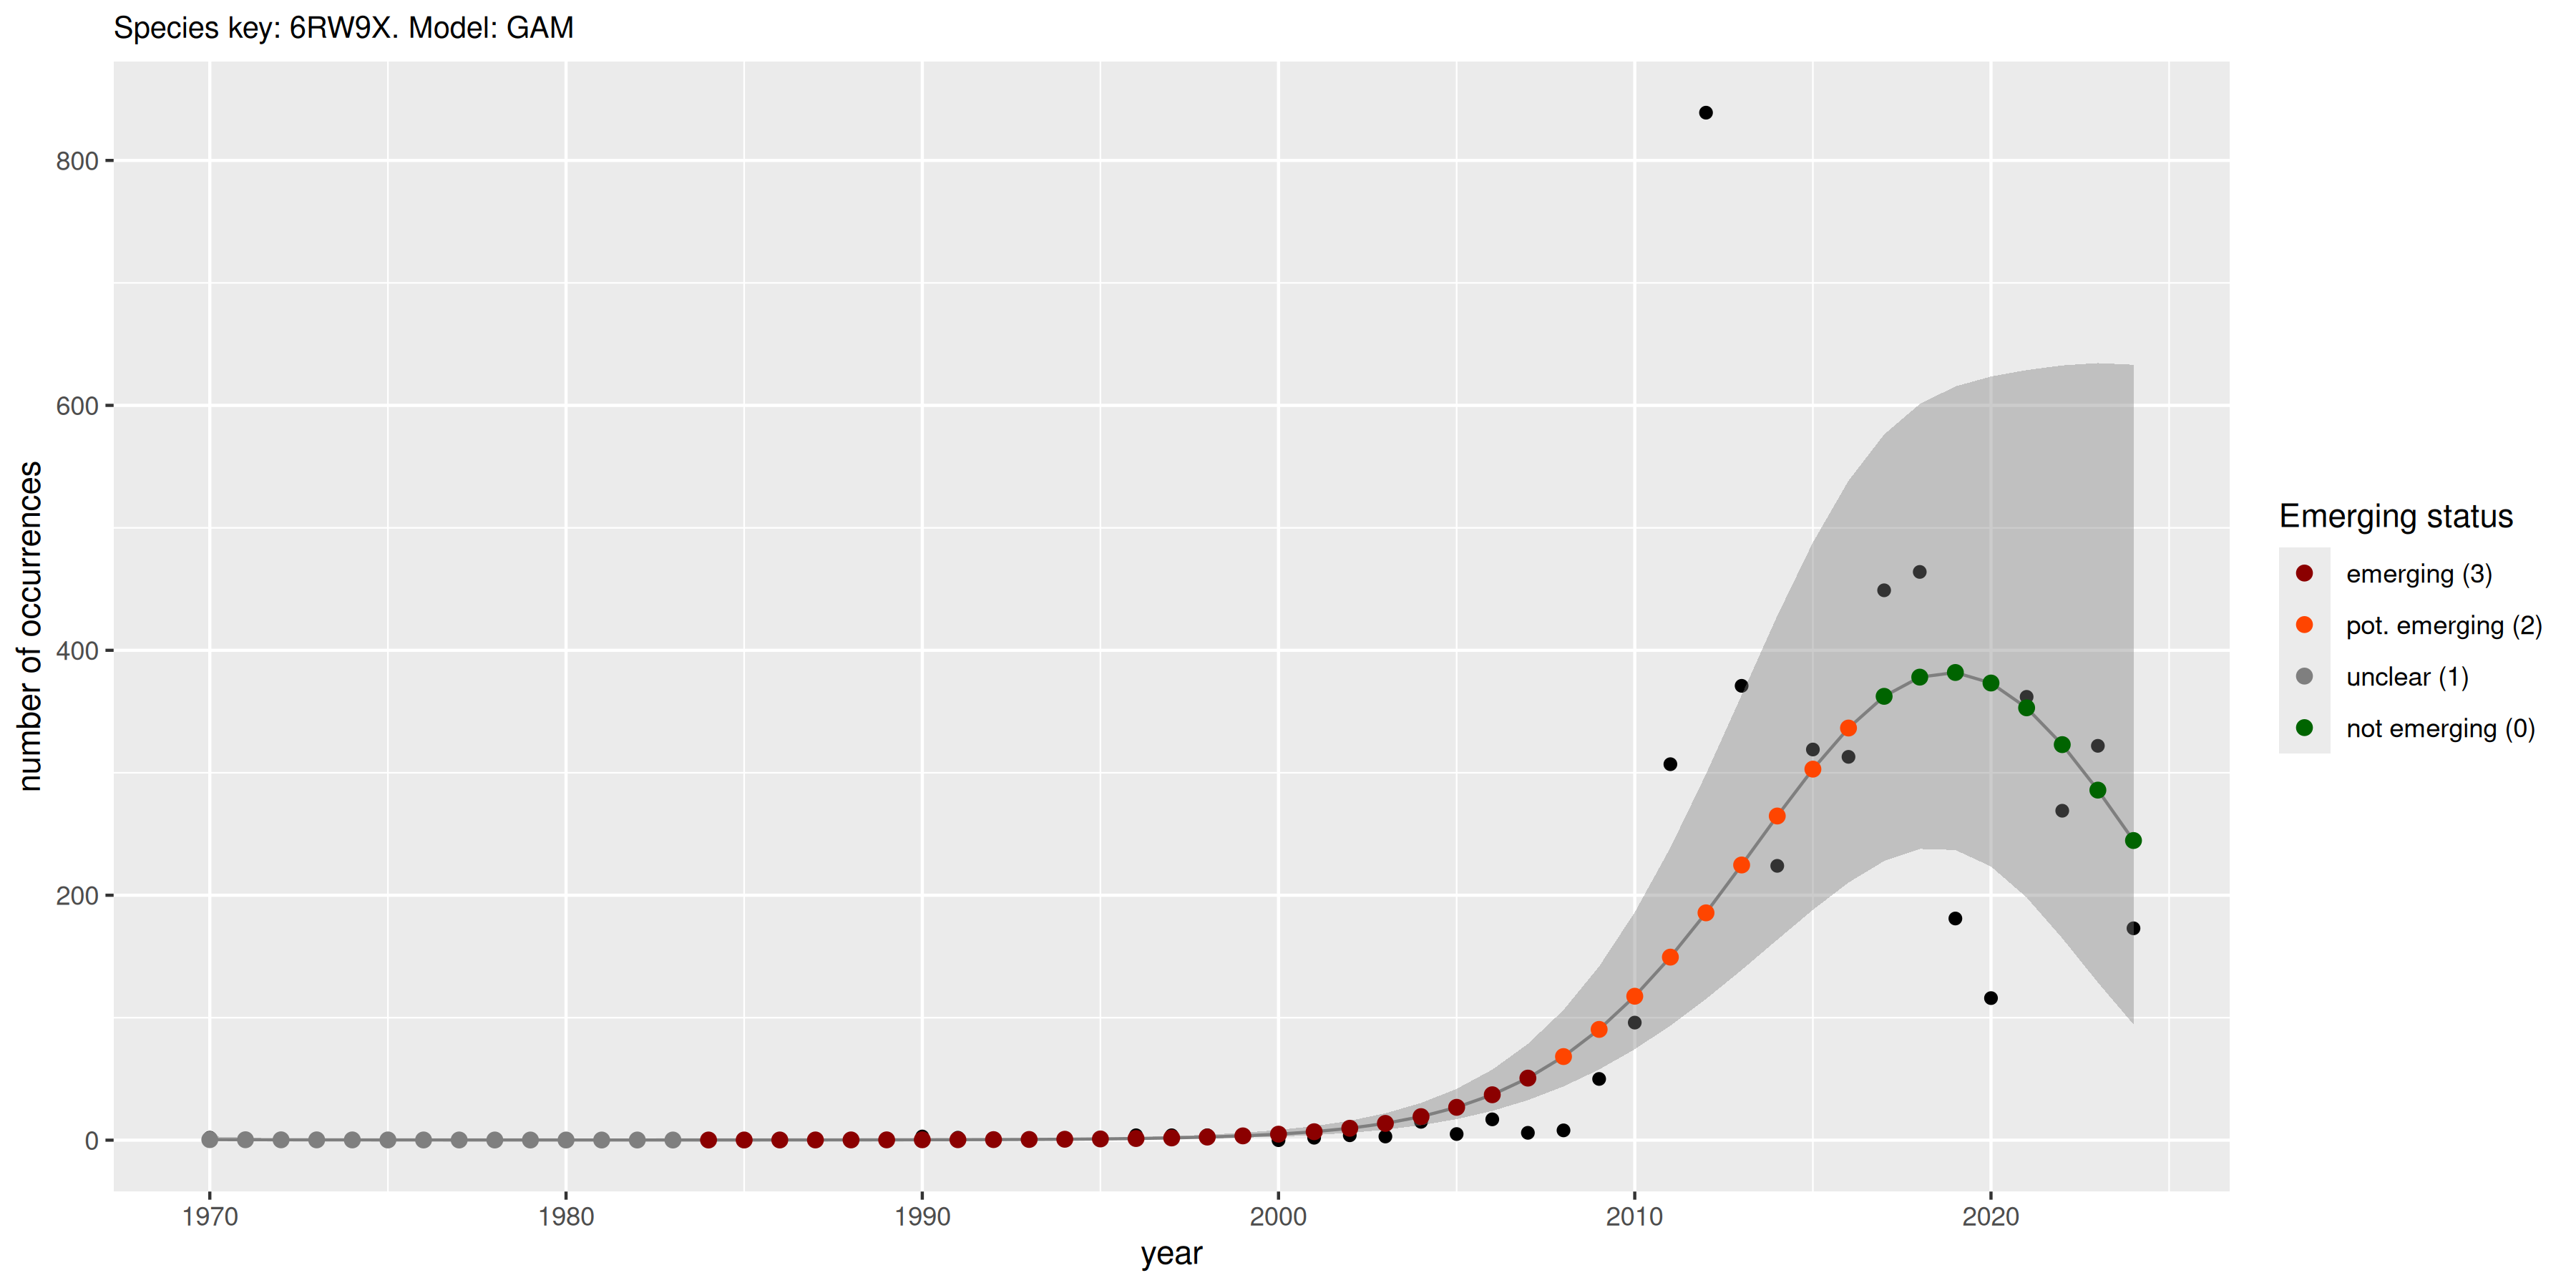 Species key: 6RW9X. Model: GAM
800
600
400
200
0
number of occurrences
1970 1980 1990 2000 2010 2020
year
Emerging status
emerging (3)
pot. emerging (2)
unclear (1)
not emerging (0)